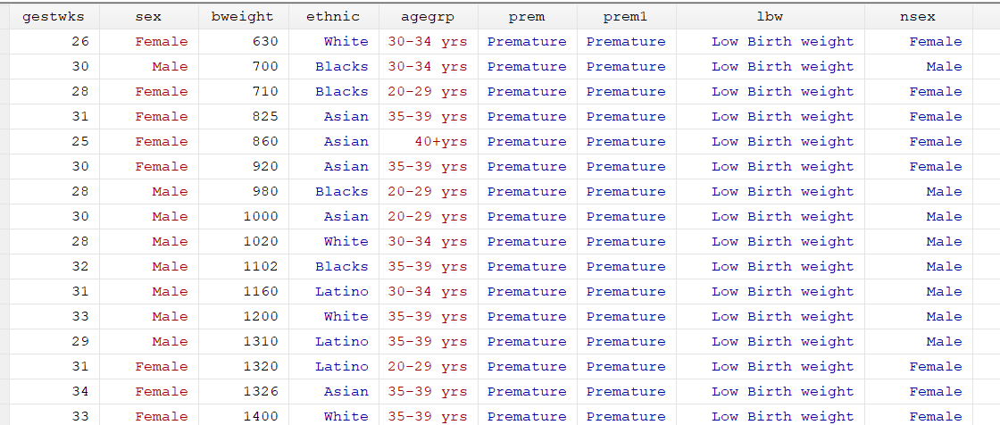 gestwks sex bweight ethnic agegrp prem prem1 lbw nsex
26 Female 630 White 30-34 yrs Premature Premature Low Birth weight Female
30 Male 700 Blacks 30-34 yrs Premature Premature Low Birth weight Male
28 Female 710 Blacks 20-29 yrs Premature Premature Low Birth weight Female
31 Female 825 Asian 35-39 yrs Premature Premature Low Birth weight Female
25 Female 860 Asian 40+yrs Premature Premature Low Birth weight Female
30 Female 920 Asian 35-39 yrs Premature Premature Low Birth weight Female
28 Male 980 Blacks 20-29 yrs Premature Premature Low Birth weight Male
30 Male 1000 Asian 20-29 yrs Premature Premature Low Birth weight Male
28 Male 1020 White 30-34 yrs Premature Premature Low Birth weight Male
32 Male 1102 Blacks 35-39 yrs Premature Premature Low Birth weight Male
31 Male 1160 Latino 30-34 yrs Premature Premature Low Birth weight Male
33 Male 1200 White 35-39 yrs Premature Premature Low Birth weight Male
29 Male 1310 Latino 35-39 yrs Premature Premature Low Birth weight Male
31 Female 1320 Latino 20-29 yrs Premature Premature Low Birth weight Female
34 Female 1326 Asian 35-39 yrs Premature Premature Low Birth weight Female
33 Female 1400 White 35-39 yrs Premature Premature Low Birth weight Female